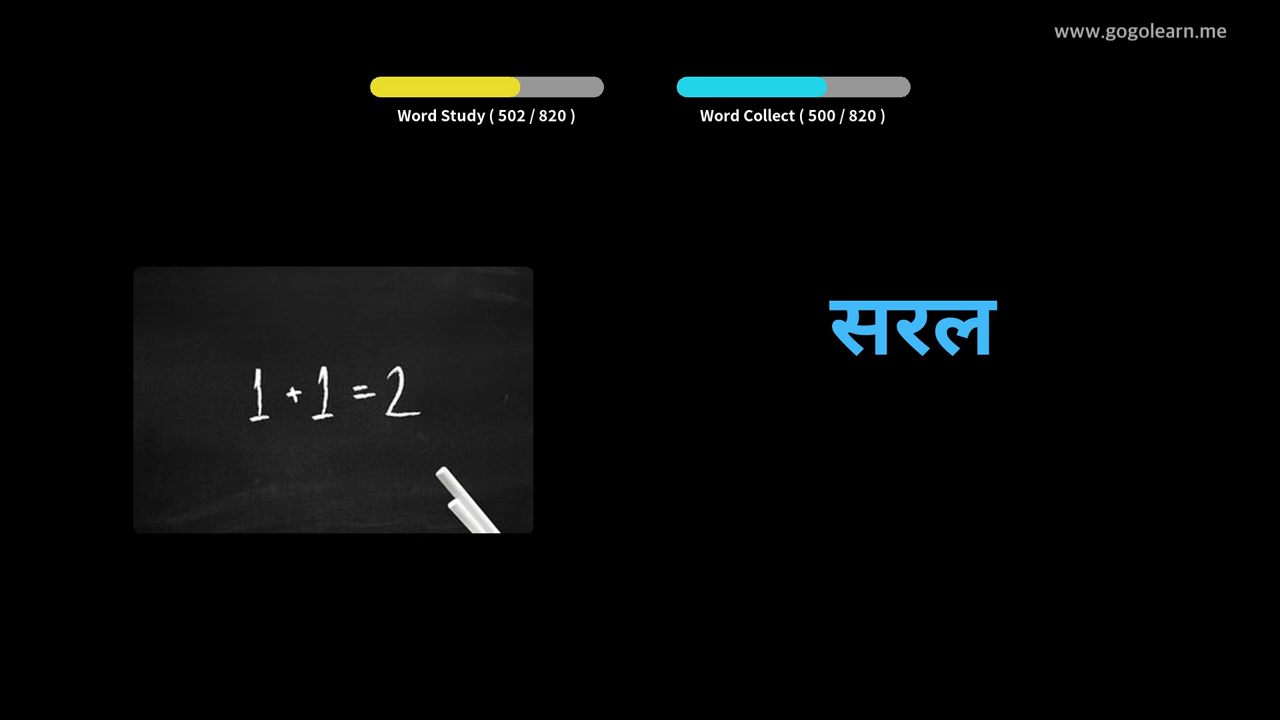 www.gogolearn.me
Word Study ( 502 / 820 )
Word Collect ( 500 / 820 )
सरल
1 + 1 = 2